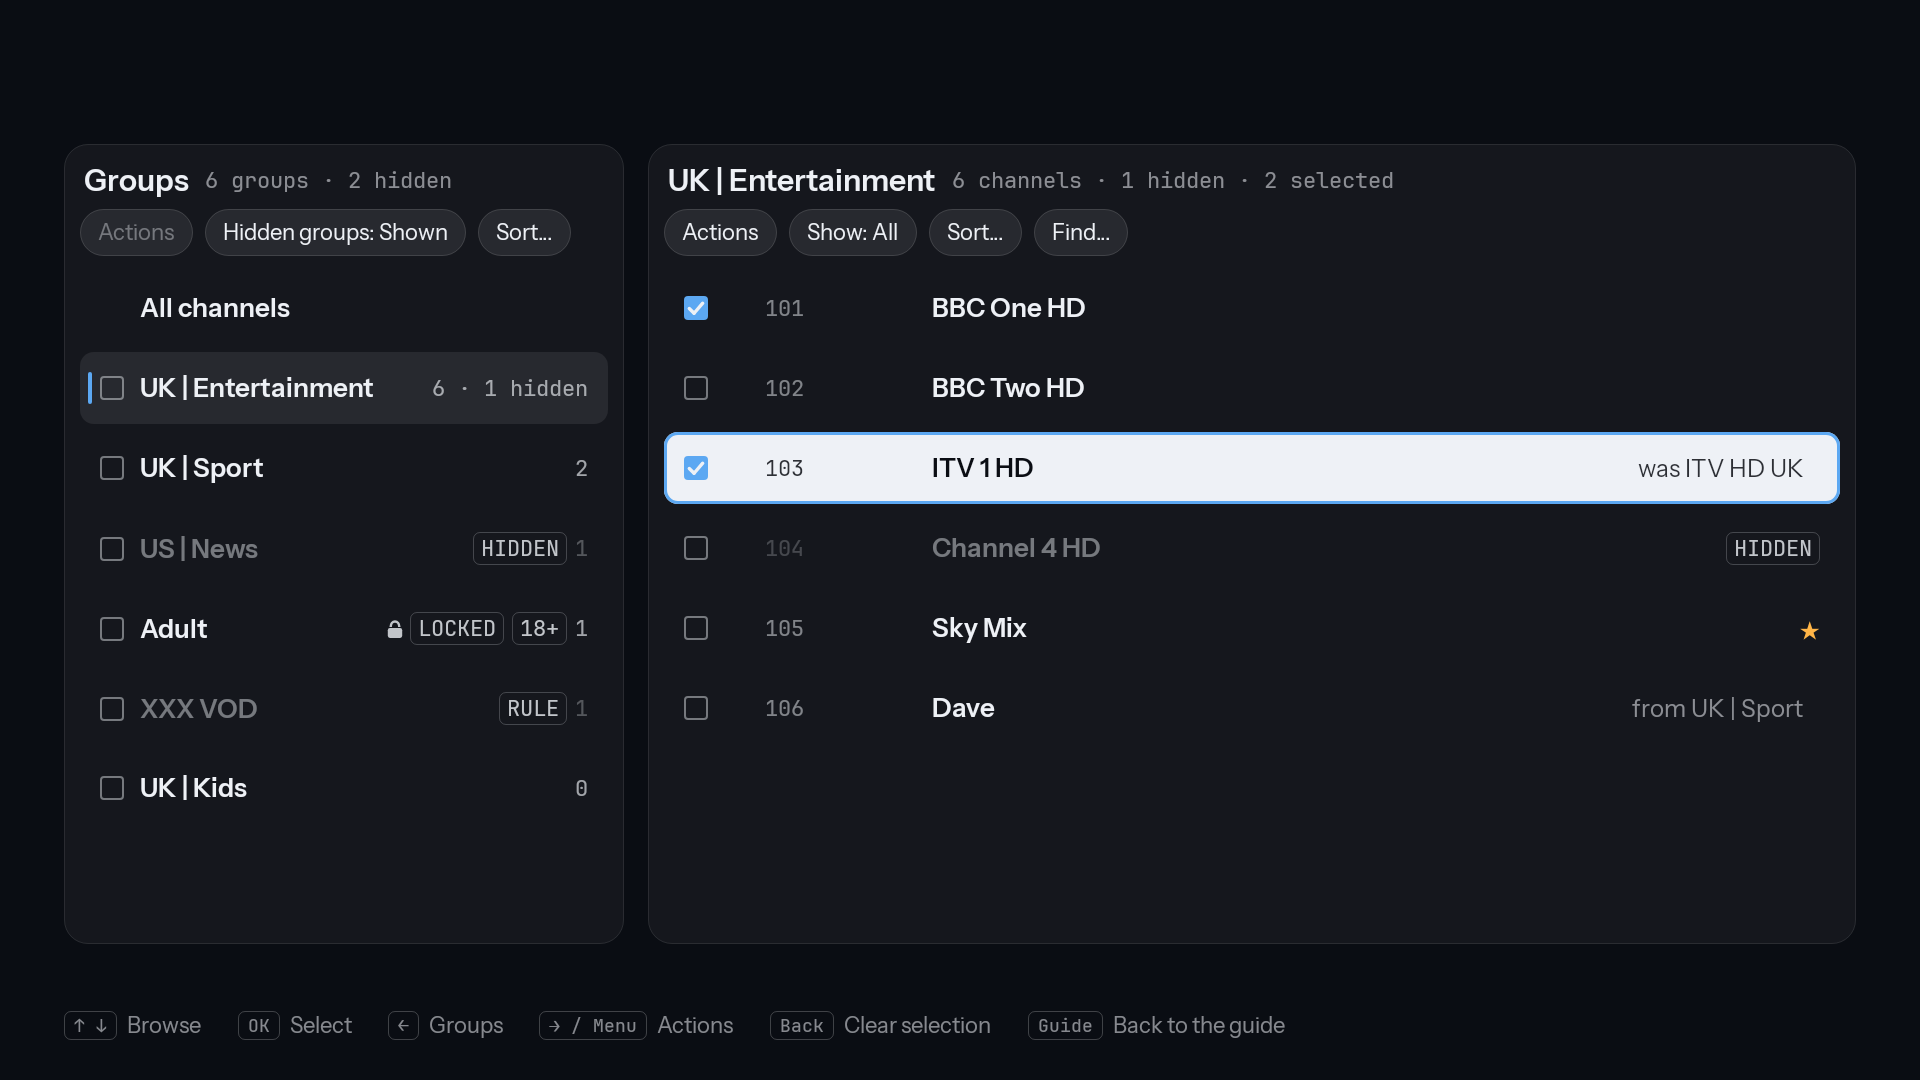 Groups 6 groups · 2 hidden
Actions Hidden groups: Shown Sort...
All channels
UK | Entertainment 6 · 1 hidden
UK | Sport 2
US | News HIDDEN 1
Adult LOCKED 18+ 1
XXX VOD RULE 1
UK | Kids 0
UK | Entertainment 6 channels · 1 hidden · 2 selected
Actions Show: All Sort... Find...
101 BBC One HD
102 BBC Two HD
103 ITV 1 HD was ITV HD UK
104 Channel 4 HD HIDDEN
105 Sky Mix ★
106 Dave from UK | Sport
↑ ↓ Browse OK Select ← Groups → / Menu Actions Back Clear selection Guide Back to the guide